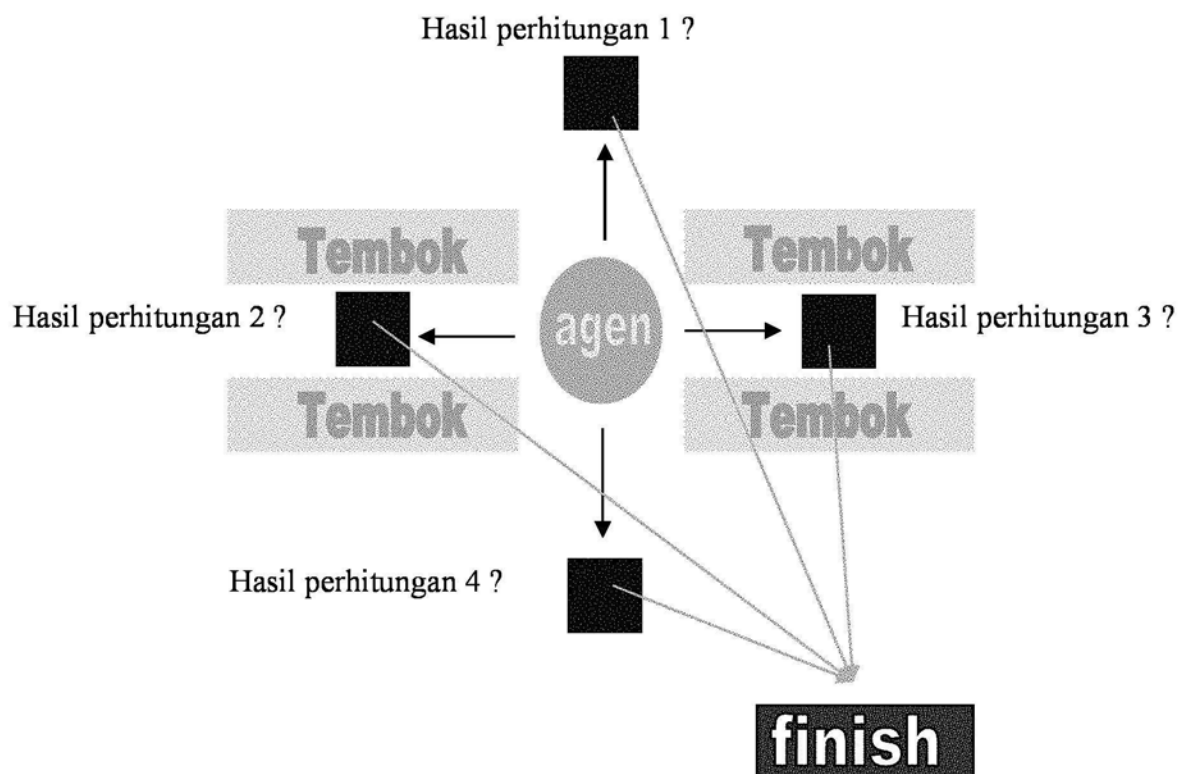 Hasil perhitungan 1 ?
Tembok
Tembok
Hasil perhitungan 2 ?
agen
Hasil perhitungan 3 ?
Tembok
Tembok
Hasil perhitungan 4 ?
finish